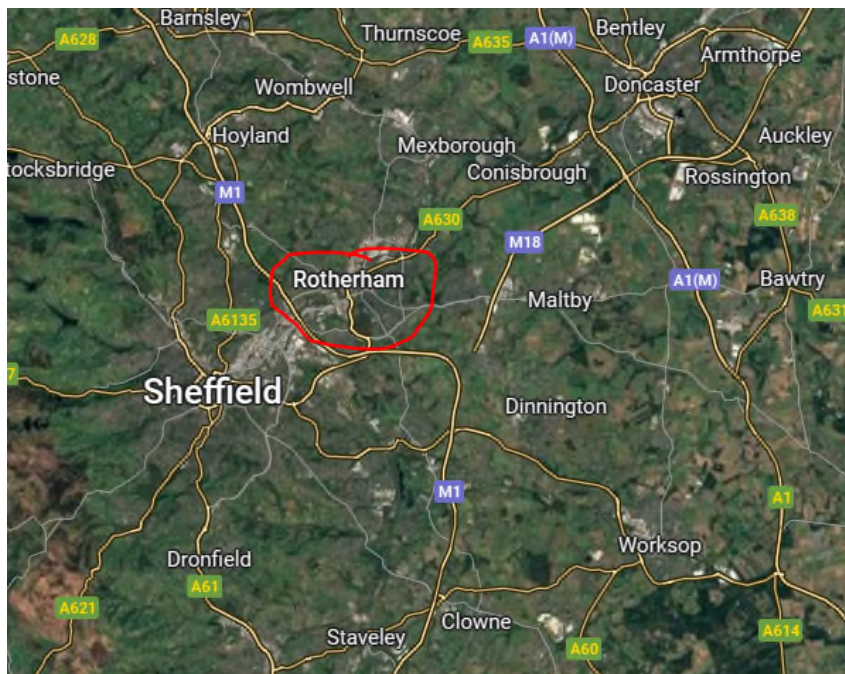 Barnsley
A628
Thurnscoe
A635
A1(M)
Bentley
Armthorpe
stone
Wombwell
Doncaster
Hoyland
Mexborough
Auckley
tocksbridge
Conisbrough
Rossington
M1
A630
A638
M18
Rotherham
A1(M)
Bawtry
Maltby
A6135
A631
7
Sheffield
Dinnington
M1
A1
Worksop
Dronfield
A61
A621
Clowne
Staveley
A614
A60